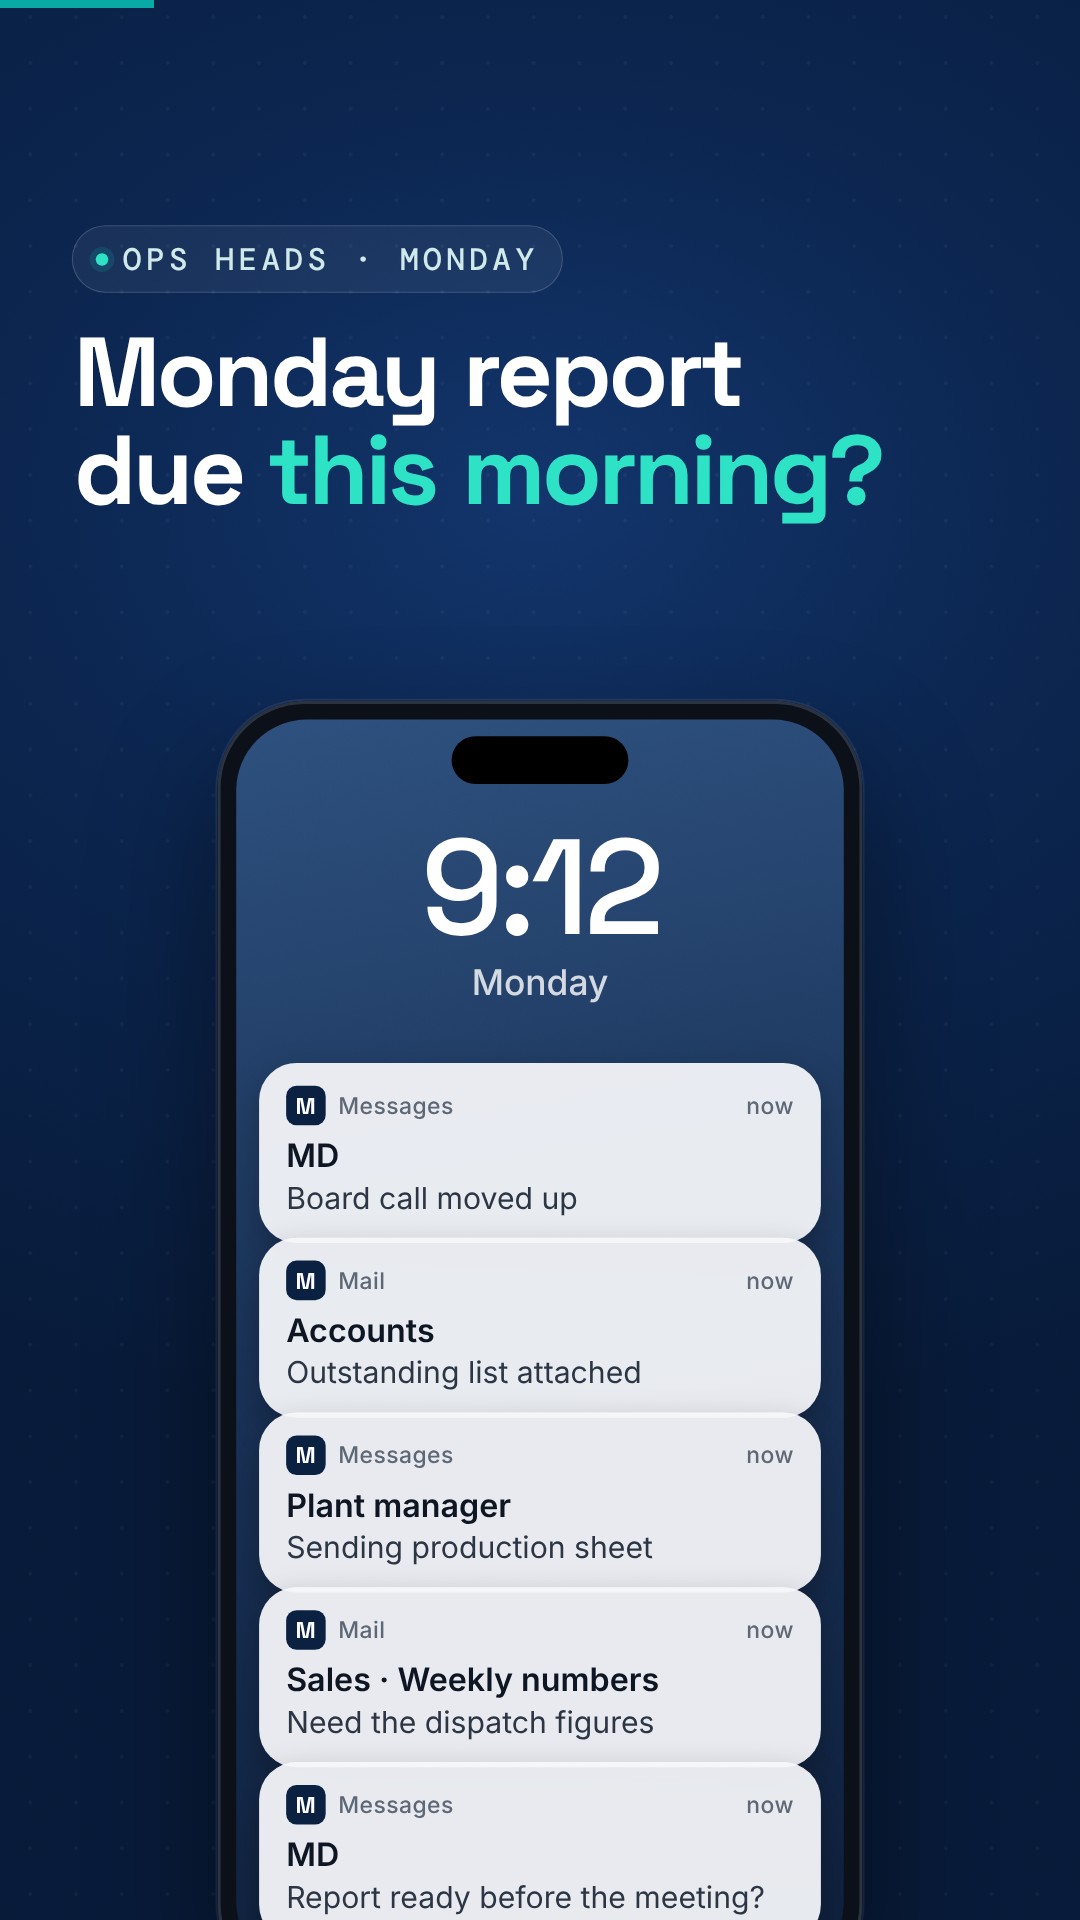 OPS HEADS · MONDAY
Monday report
due this morning?
9:12
Monday
M Messages now
MD
Board call moved up
M Mail now
Accounts
Outstanding list attached
M Messages now
Plant manager
Sending production sheet
M Mail now
Sales · Weekly numbers
Need the dispatch figures
M Messages now
MD
Report ready before the meeting?